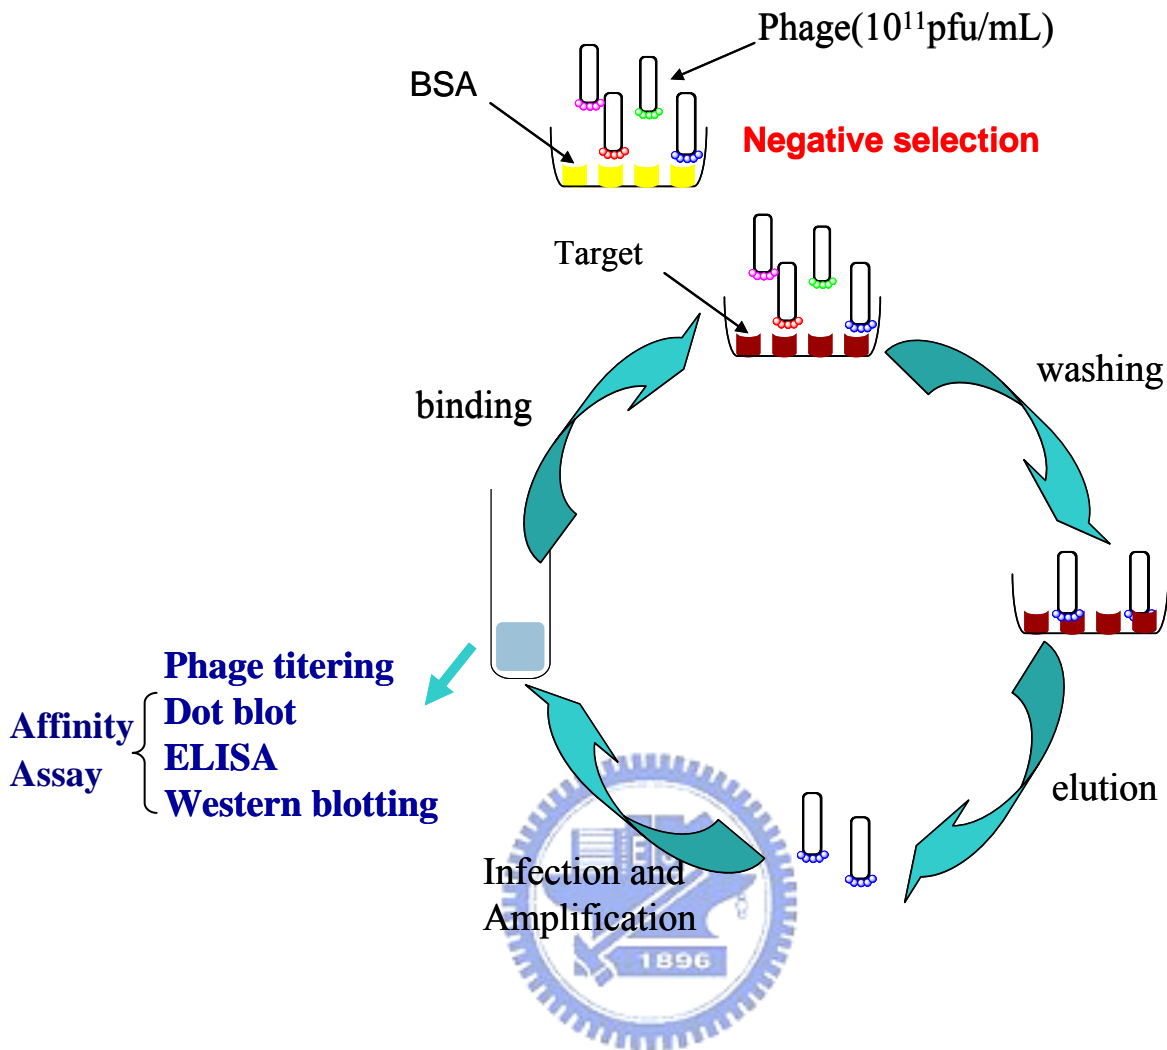 Phage(10¹¹pfu/mL)
BSA
Negative selection
Target
washing
binding
Phage titering
Dot blot
Affinity
ELISA
Assay
Western blotting
elution
Infection and
Amplification
1896